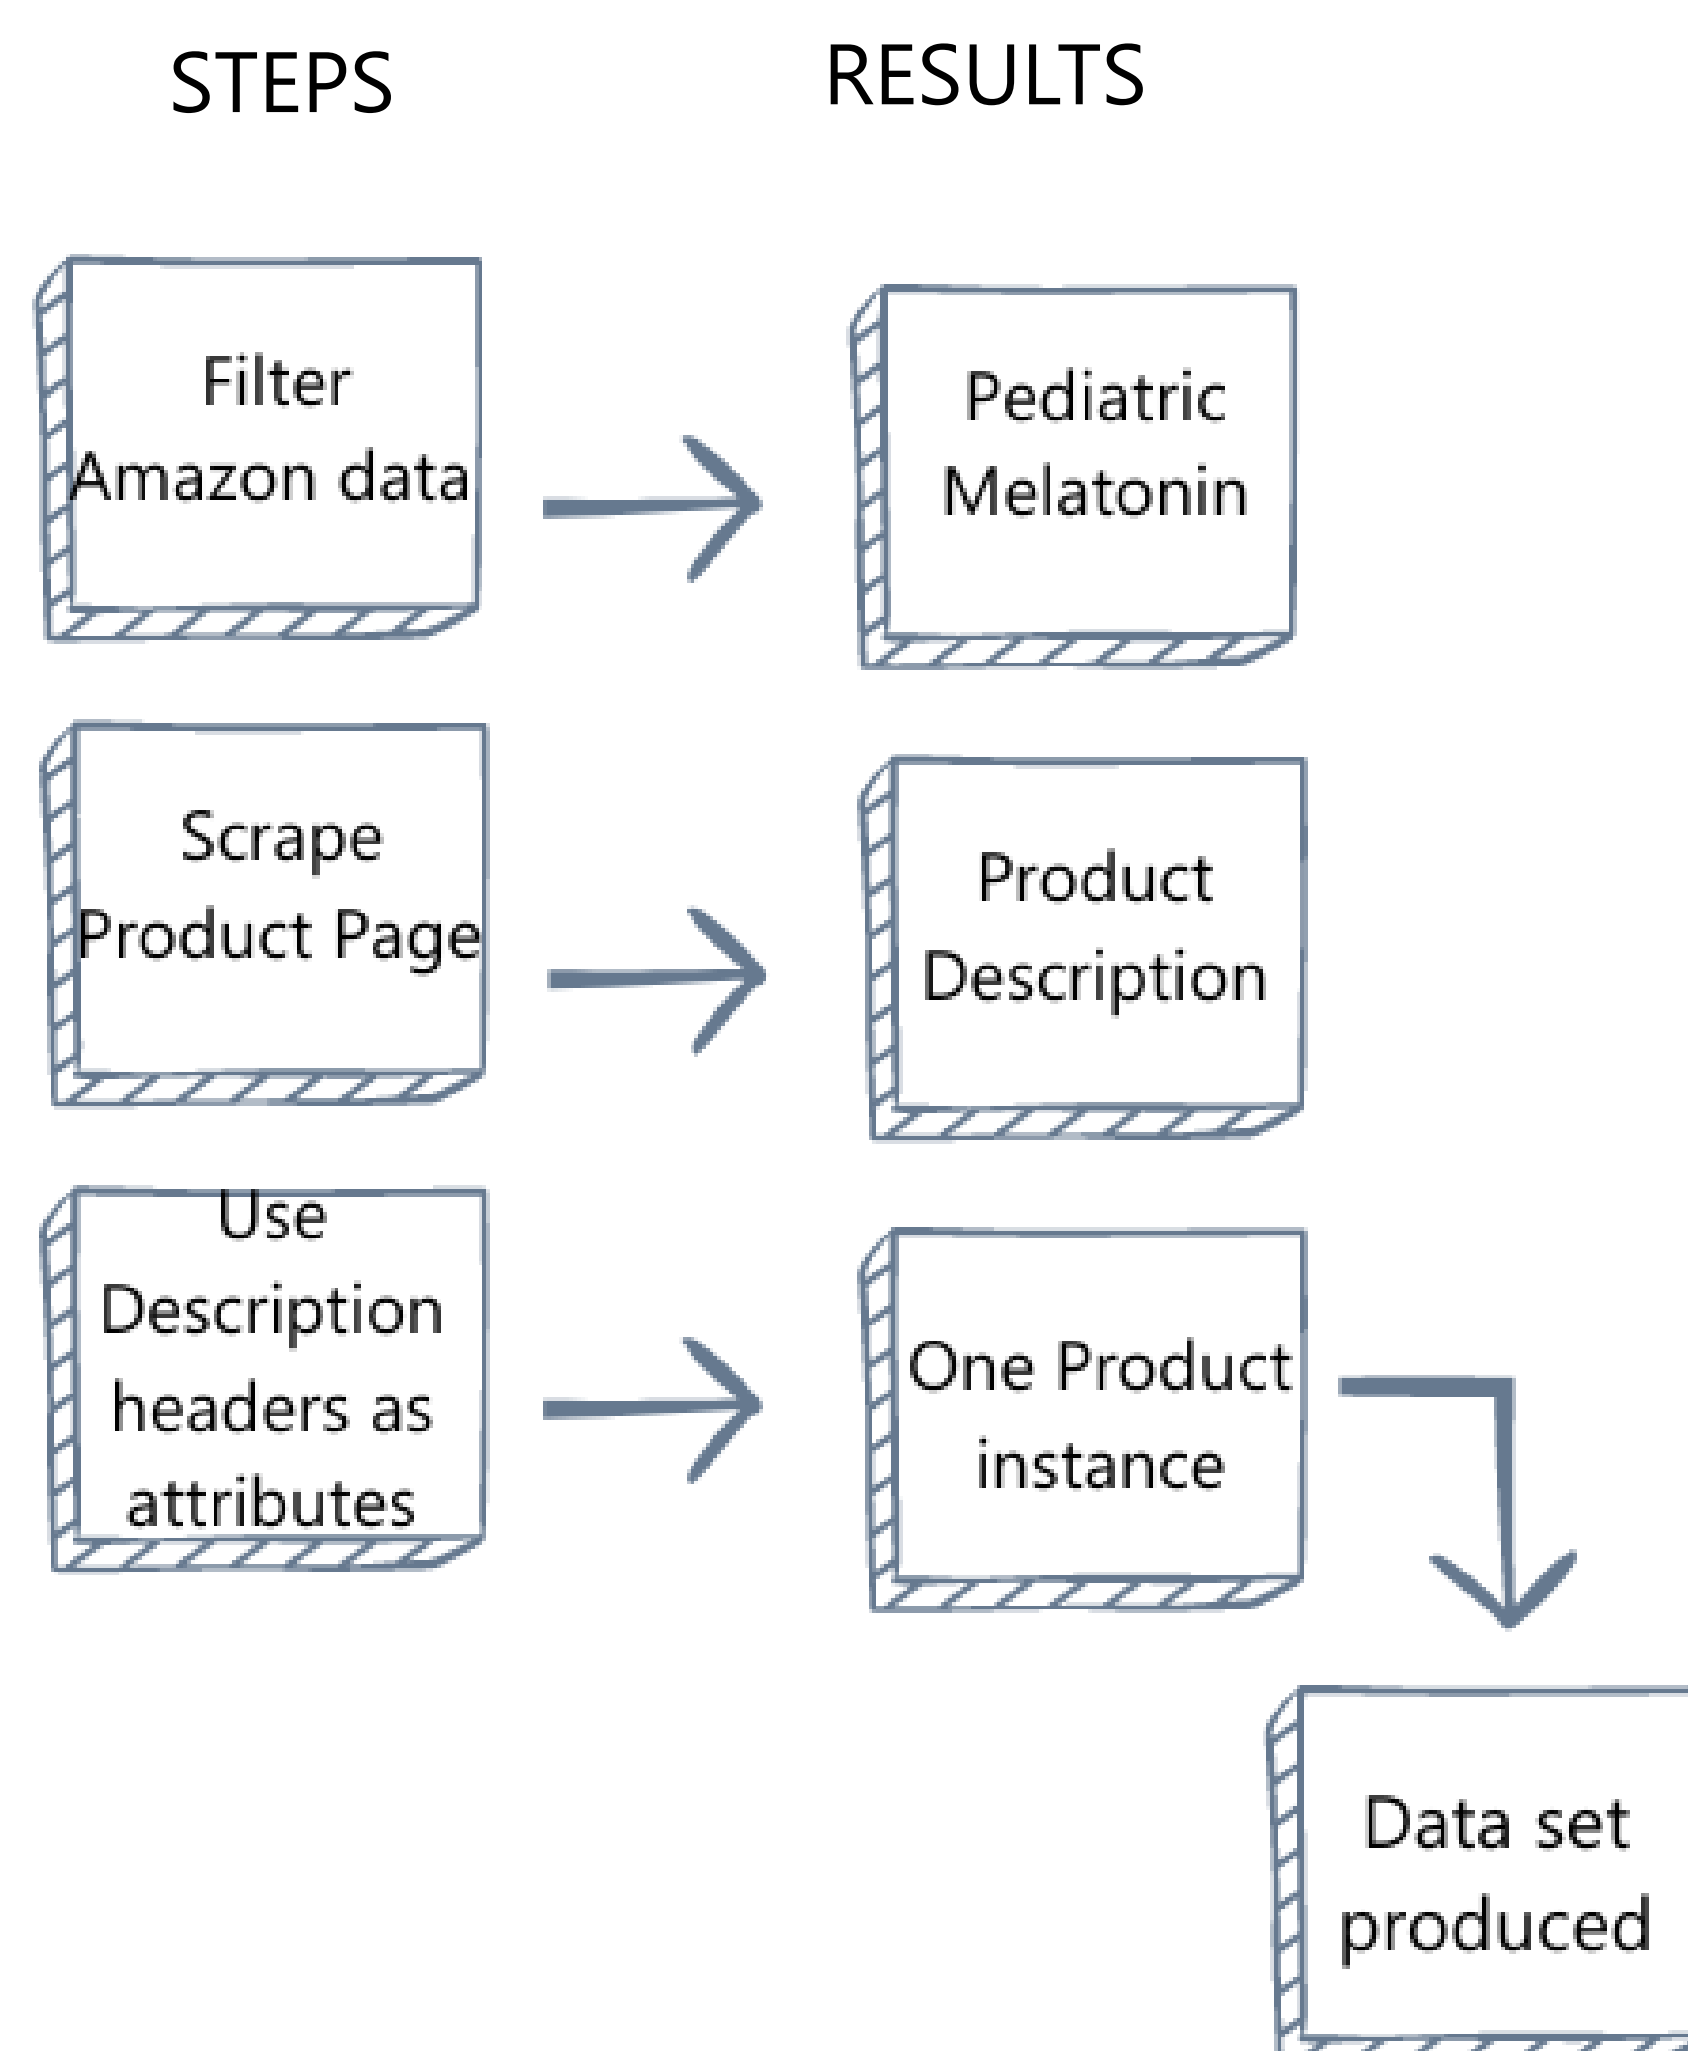 STEPS
RESULTS
Filter
Amazon data
Pediatric
Melatonin
Scrape
Product Page
Product
Description
Use
Description
headers as
attributes
One Product
instance
Data set
produced